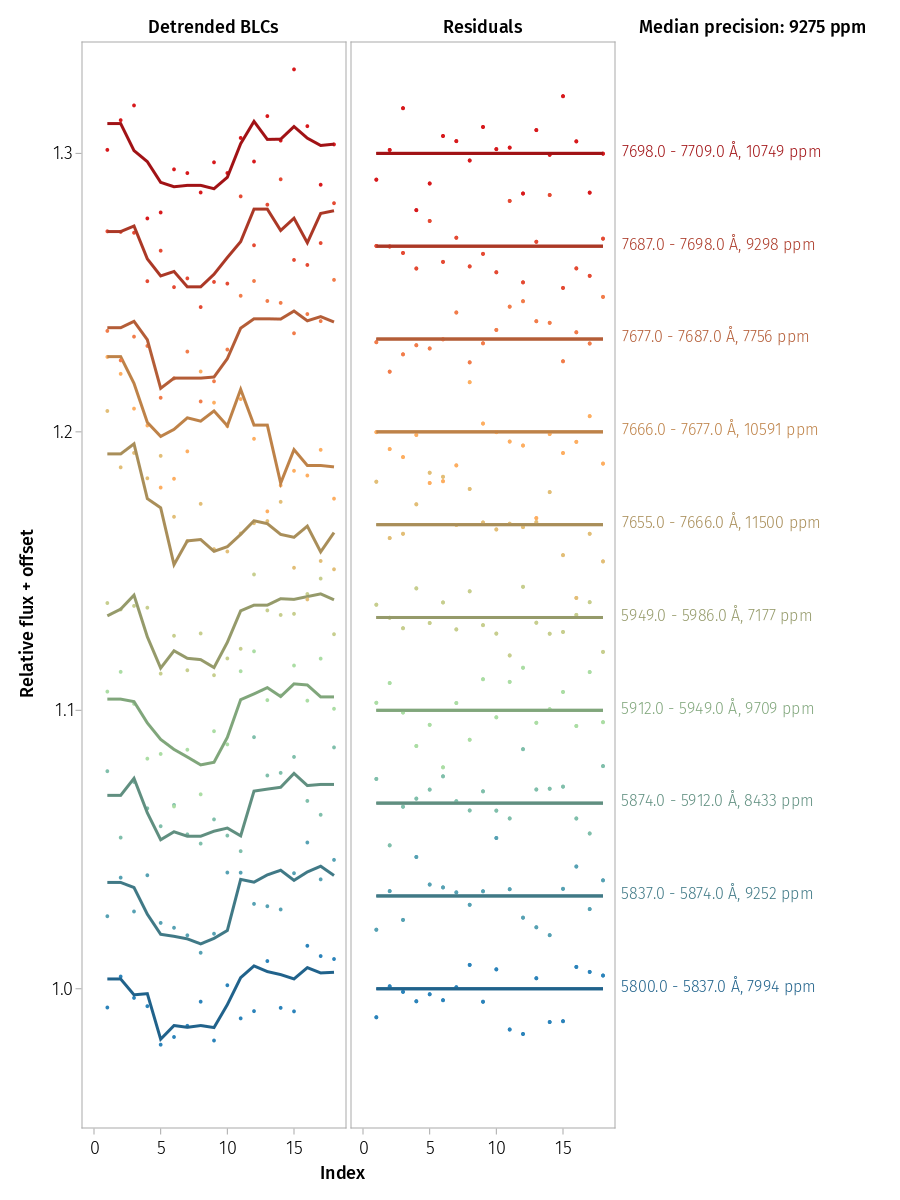 Detrended BLCs
Residuals
Median precision: 9275 ppm
Relative flux + offset
1.3
1.2
1.1
1.0
7698.0 - 7709.0 Å, 10749 ppm
7687.0 - 7698.0 Å, 9298 ppm
7677.0 - 7687.0 Å, 7756 ppm
7666.0 - 7677.0 Å, 10591 ppm
7655.0 - 7666.0 Å, 11500 ppm
5949.0 - 5986.0 Å, 7177 ppm
5912.0 - 5949.0 Å, 9709 ppm
5874.0 - 5912.0 Å, 8433 ppm
5837.0 - 5874.0 Å, 9252 ppm
5800.0 - 5837.0 Å, 7994 ppm
0 5 10 15
0 5 10 15
Index